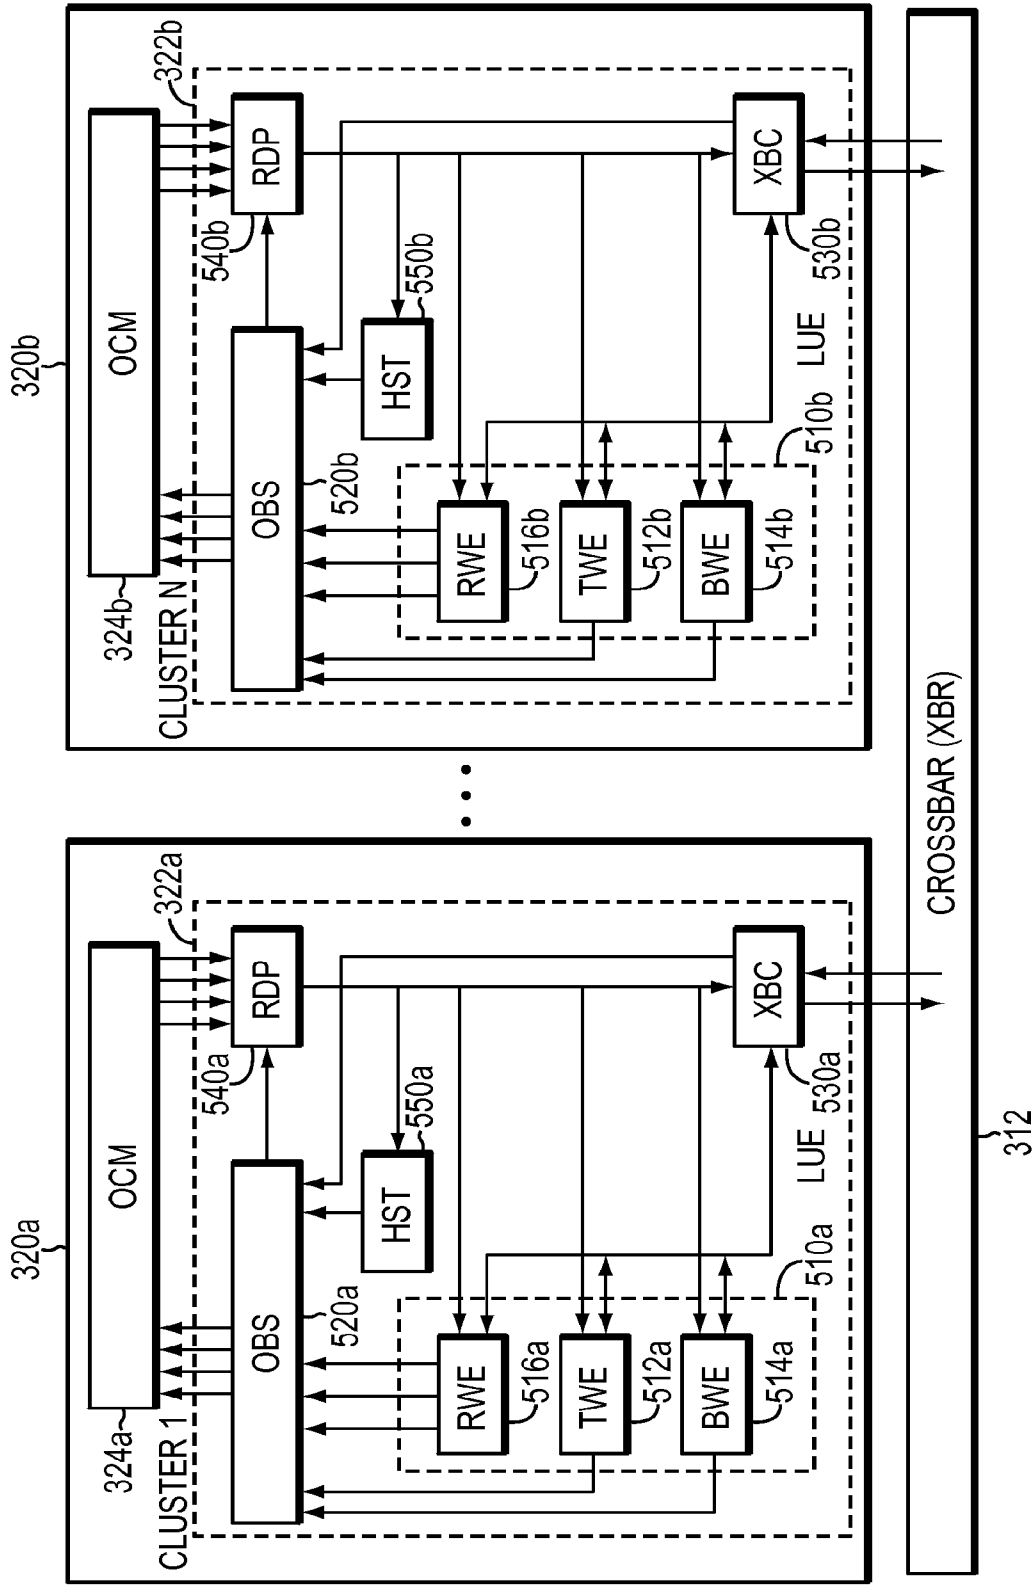 320a
320b
OCM
OCM
324a
324b
CLUSTER 1
322a
CLUSTER N
322b
OBS
RDP
OBS
RDP
520a
540a
520b
540b
HST
550a
HST
550b
RWE
516a
RWE
516b
TWE
512a
TWE
512b
BWE
514a
BWE
514b
XBC
530a
XBC
530b
510a
LUE
510b
LUE
CROSSBAR (XBR)
312